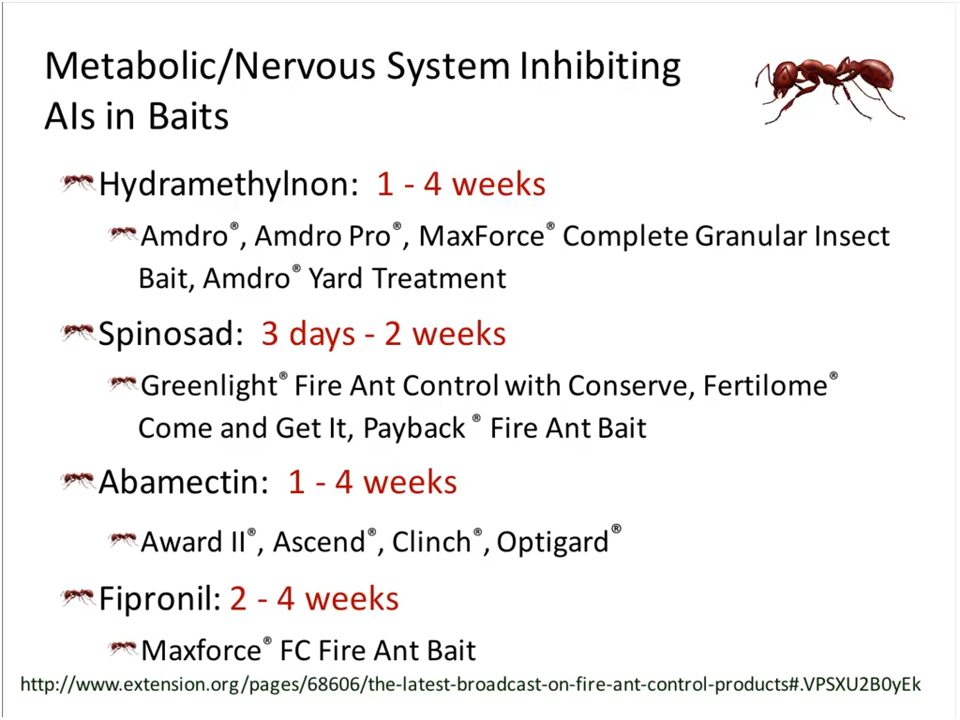 Metabolic/Nervous System Inhibiting
AIs in Baits
Hydramethylnon: 1 - 4 weeks
Amdro®, Amdro Pro®, MaxForce® Complete Granular Insect
Bait, Amdro® Yard Treatment
Spinosad: 3 days - 2 weeks
Greenlight® Fire Ant Control with Conserve, Fertilome®
Come and Get It, Payback ® Fire Ant Bait
Abamectin: 1 - 4 weeks
Award II®, Ascend®, Clinch®, Optigard®
Fipronil: 2 - 4 weeks
Maxforce® FC Fire Ant Bait
http://www.extension.org/pages/68606/the-latest-broadcast-on-fire-ant-control-products#.VPSXU2B0yEk